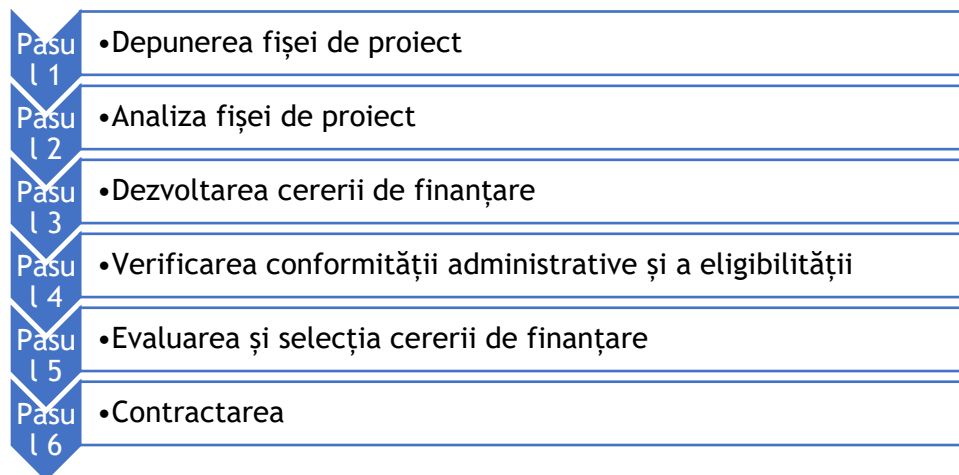 Pasu
l 1
•Depunerea fișei de proiect
Pasu
l 2
•Analiza fișei de proiect
Pasu
l 3
•Dezvoltarea cererii de finanțare
Pasu
l 4
•Verificarea conformității administrative și a eligibilității
Pasu
l 5
•Evaluarea și selecția cererii de finanțare
Pasu
l 6
•Contractarea